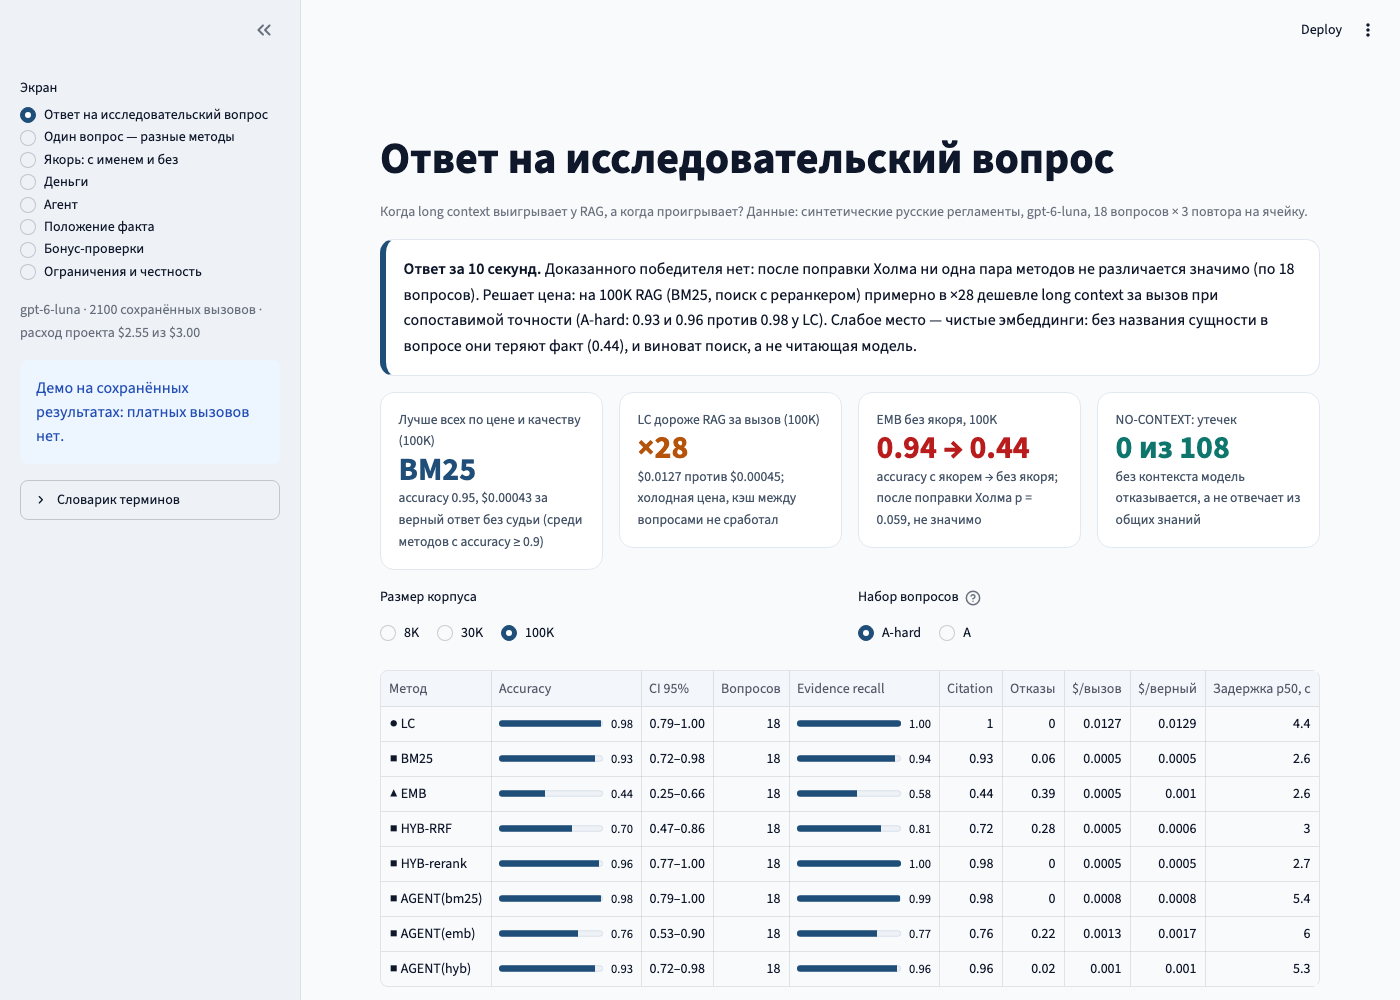 Deploy
Экран
Ответ на исследовательский вопрос
Один вопрос — разные методы
Якорь: с именем и без
Деньги
Агент
Положение факта
Бонус-проверки
Ограничения и честность
gpt-6-luna · 2100 сохранённых вызовов ·
расход проекта $2.55 из $3.00
Демо на сохранённых
результатах: платных вызовов
нет.
Словарик терминов
Ответ на исследовательский вопрос
Когда long context выигрывает у RAG, а когда проигрывает? Данные: синтетические русские регламенты, gpt-6-luna, 18 вопросов × 3 повтора на ячейку.
Ответ за 10 секунд. Доказанного победителя нет: после поправки Холма ни одна пара методов не различается значимо (по 18
вопросов). Решает цена: на 100K RAG (BM25, поиск с реранкером) примерно в ×28 дешевле long context за вызов при
сопоставимой точности (A-hard: 0.93 и 0.96 против 0.98 у LC). Слабое место — чистые эмбеддинги: без названия сущности в
вопросе они теряют факт (0.44), и виноват поиск, а не читающая модель.
Лучше всех по цене и качеству
(100K)
BM25
accuracy 0.95, $0.00043 за
верный ответ без судьи (среди
методов с accuracy ≥ 0.9)
LC дороже RAG за вызов (100K)
×28
$0.0127 против $0.00045;
холодная цена, кэш между
вопросами не сработал
EMB без якоря, 100K
0.94 → 0.44
accuracy с якорем → без якоря;
после поправки Холма p =
0.059, не значимо
NO-CONTEXT: утечек
0 из 108
без контекста модель
отказывается, а не отвечает из
общих знаний
Размер корпуса
8K 30K 100K
Набор вопросов
A-hard A
Метод Accuracy CI 95% Вопросов Evidence recall Citation Отказы $/вызов $/верный Задержка p50, с
● LC 0.98 0.79–1.00 18 1.00 1 0 0.0127 0.0129 4.4
■ BM25 0.93 0.72–0.98 18 0.94 0.93 0.06 0.0005 0.0005 2.6
▲ EMB 0.44 0.25–0.66 18 0.58 0.44 0.39 0.0005 0.001 2.6
■ HYB-RRF 0.70 0.47–0.86 18 0.81 0.72 0.28 0.0005 0.0006 3
■ HYB-rerank 0.96 0.77–1.00 18 1.00 0.98 0 0.0005 0.0005 2.7
■ AGENT(bm25) 0.98 0.79–1.00 18 0.99 0.98 0 0.0008 0.0008 5.4
■ AGENT(emb) 0.76 0.53–0.90 18 0.77 0.76 0.22 0.0013 0.0017 6
■ AGENT(hyb) 0.93 0.72–0.98 18 0.96 0.96 0.02 0.001 0.001 5.3